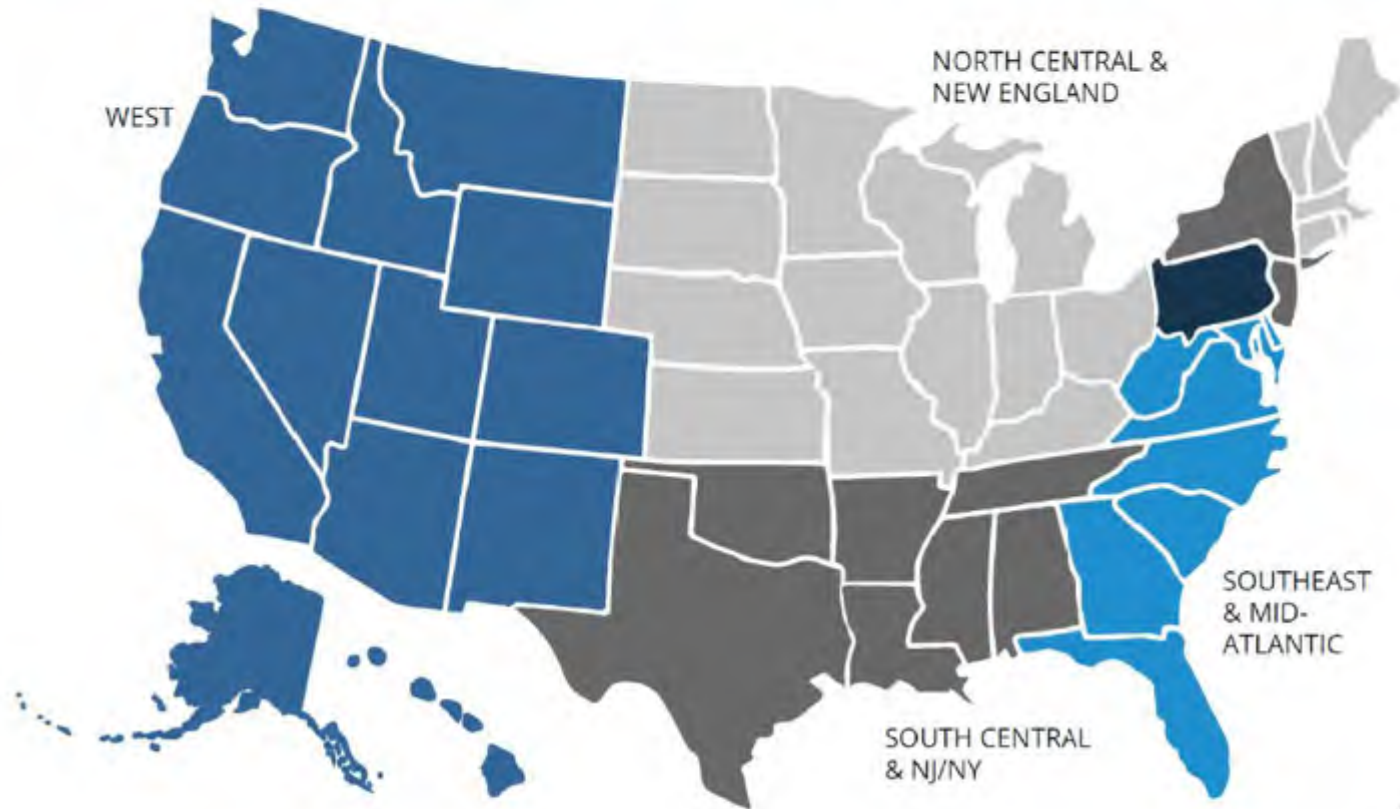 NORTH CENTRAL &
NEW ENGLAND
WEST
SOUTHEAST
& MID-
ATLANTIC
SOUTH CENTRAL
& NJ/NY